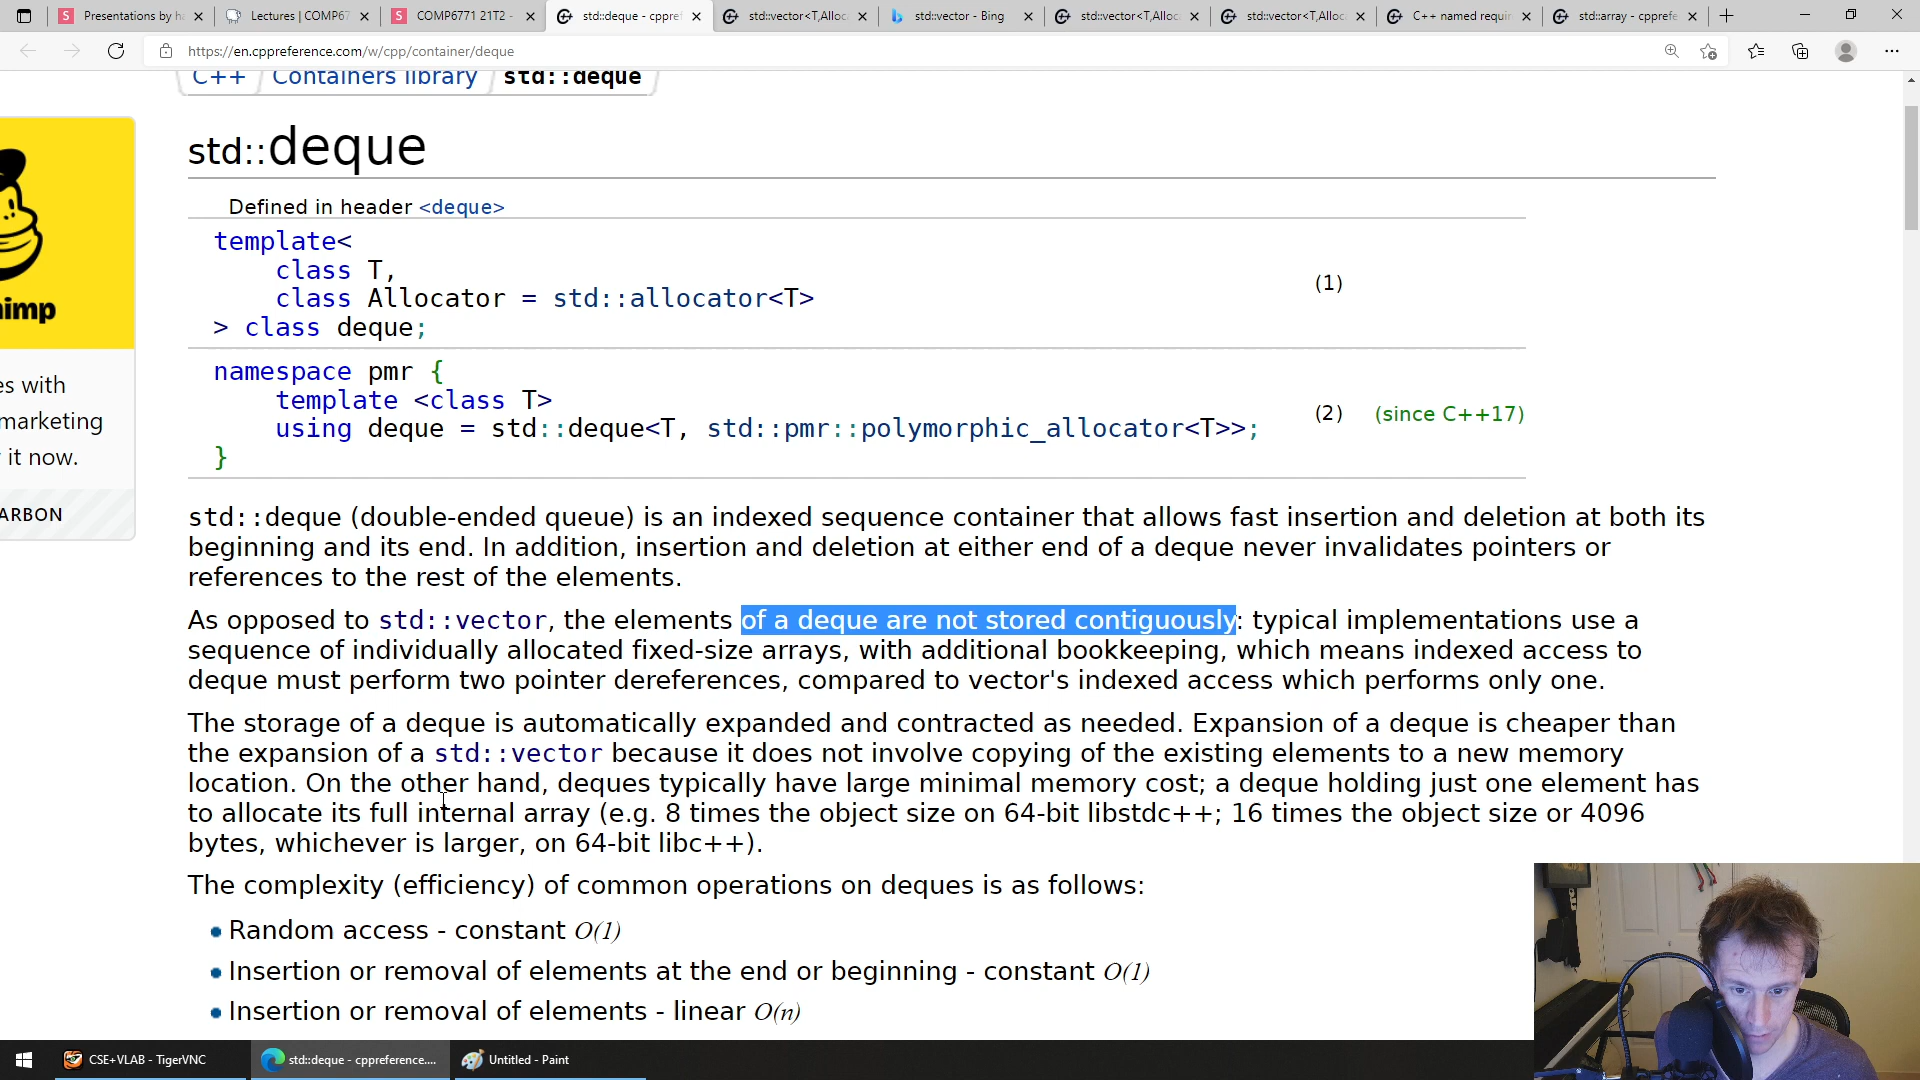 Presentations by ha
Lectures | COMP67
COMP6771 21T2 -
std::deque - cppref
std::vector<T,Alloc
std::vector - Bing
std::vector<T,Alloc
std::vector<T,Alloc
C++ named requir
std::array - cpprefe
https://en.cppreference.com/w/cpp/container/deque
C++
Containers library
std::deque
std::deque
Defined in header <deque>
template<
class T,
class Allocator = std::allocator<T>
> class deque;
(1)
namespace pmr {
template <class T>
using deque = std::deque<T, std::pmr::polymorphic_allocator<T>>;
}
(2) (since C++17)
std::deque (double-ended queue) is an indexed sequence container that allows fast insertion and deletion at both its
beginning and its end. In addition, insertion and deletion at either end of a deque never invalidates pointers or
references to the rest of the elements.
As opposed to std::vector, the elements of a deque are not stored contiguously: typical implementations use a
sequence of individually allocated fixed-size arrays, with additional bookkeeping, which means indexed access to
deque must perform two pointer dereferences, compared to vector's indexed access which performs only one.
The storage of a deque is automatically expanded and contracted as needed. Expansion of a deque is cheaper than
the expansion of a std::vector because it does not involve copying of the existing elements to a new memory
location. On the other hand, deques typically have large minimal memory cost; a deque holding just one element has
to allocate its full internal array (e.g. 8 times the object size on 64-bit libstdc++; 16 times the object size or 4096
bytes, whichever is larger, on 64-bit libc++).
The complexity (efficiency) of common operations on deques is as follows:
Random access - constant O(1)
Insertion or removal of elements at the end or beginning - constant O(1)
Insertion or removal of elements - linear O(n)
imp
es with
marketing
it now.
ARBON
CSE+VLAB - TigerVNC
std::deque - cppreference....
Untitled - Paint